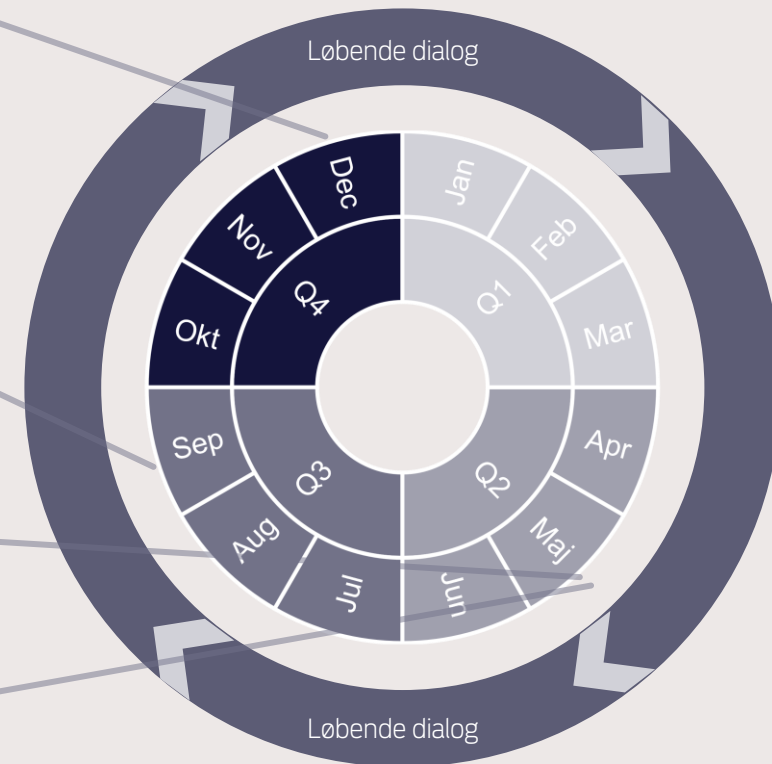 Løbende dialog
Jan
Feb
Mar
Apr
Maj
Jun
Jul
Aug
Sep
Okt
Nov
Dec
Q1
Q2
Q3
Q4
Løbende dialog